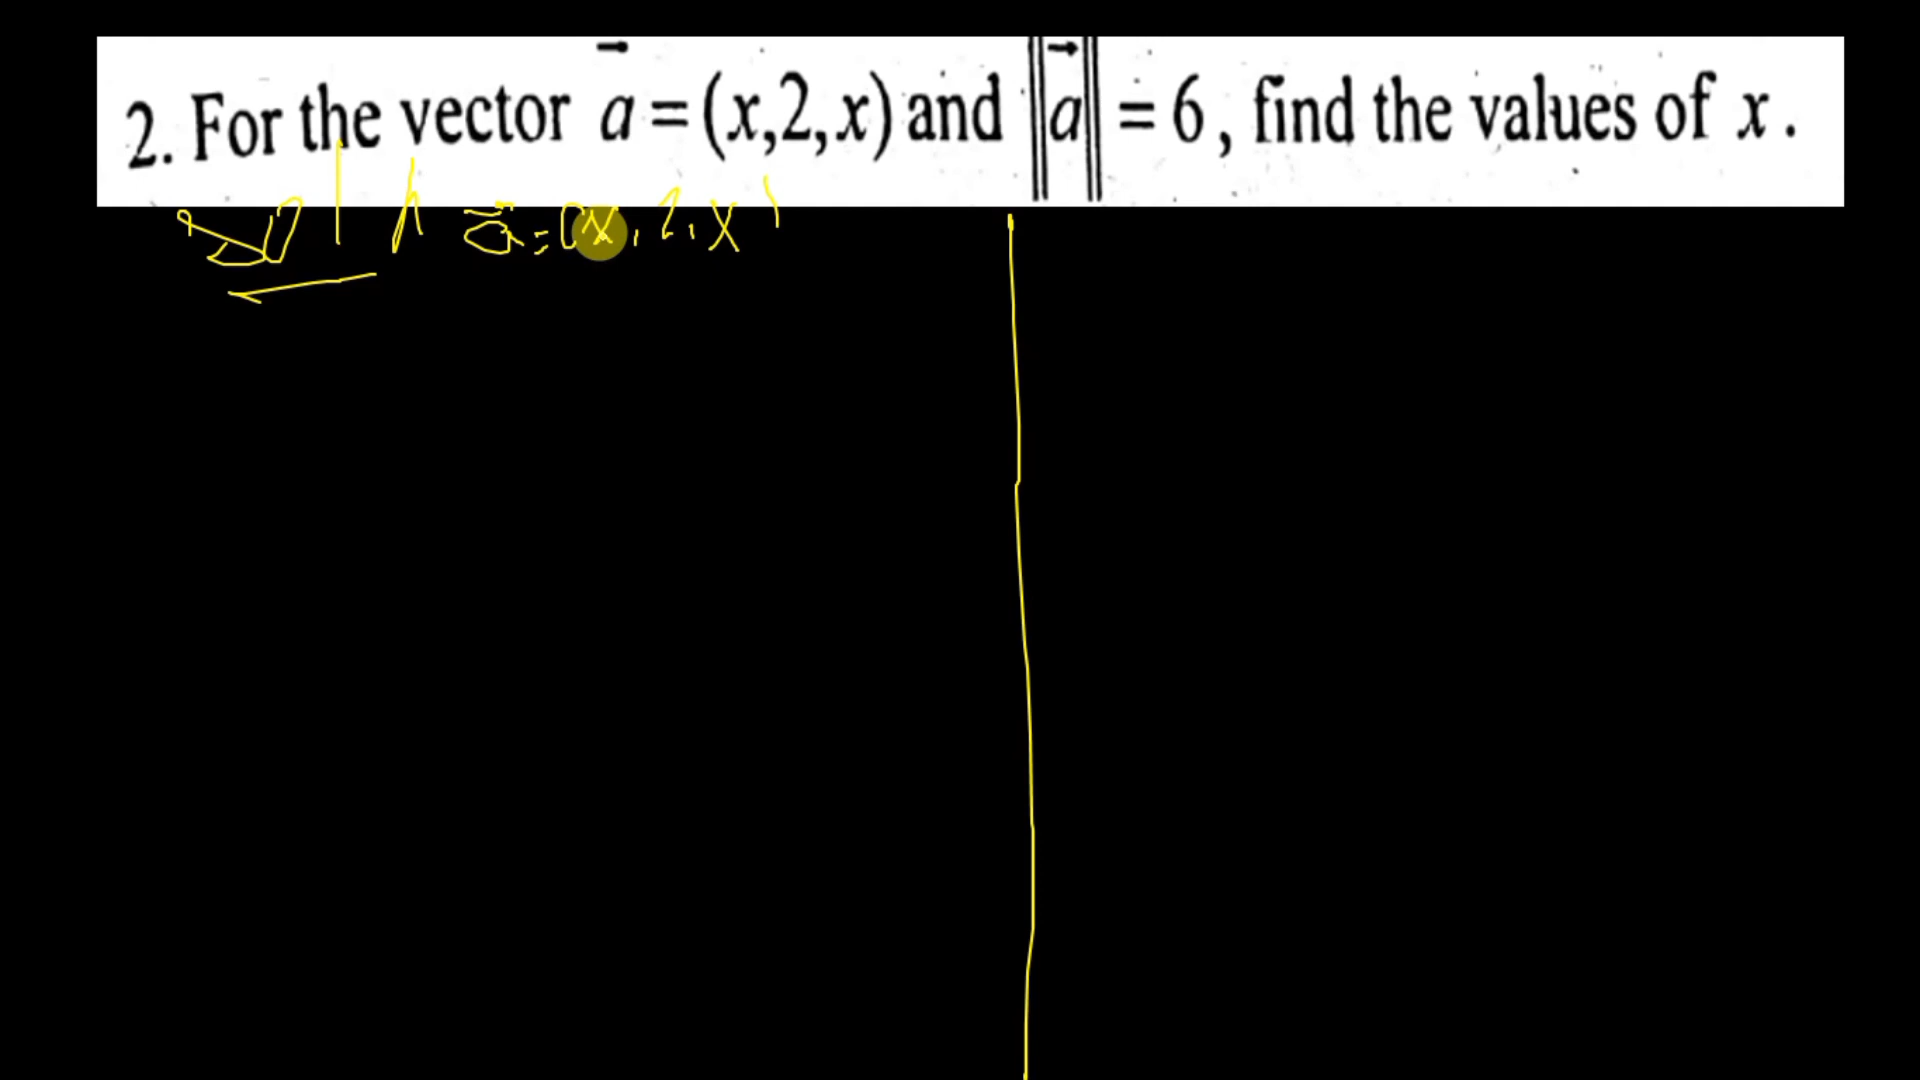 2. For the vector a⃗ = (x,2,x) and ‖a⃗‖ = 6, find the values of x.
a⃗ = (x, 2, x)